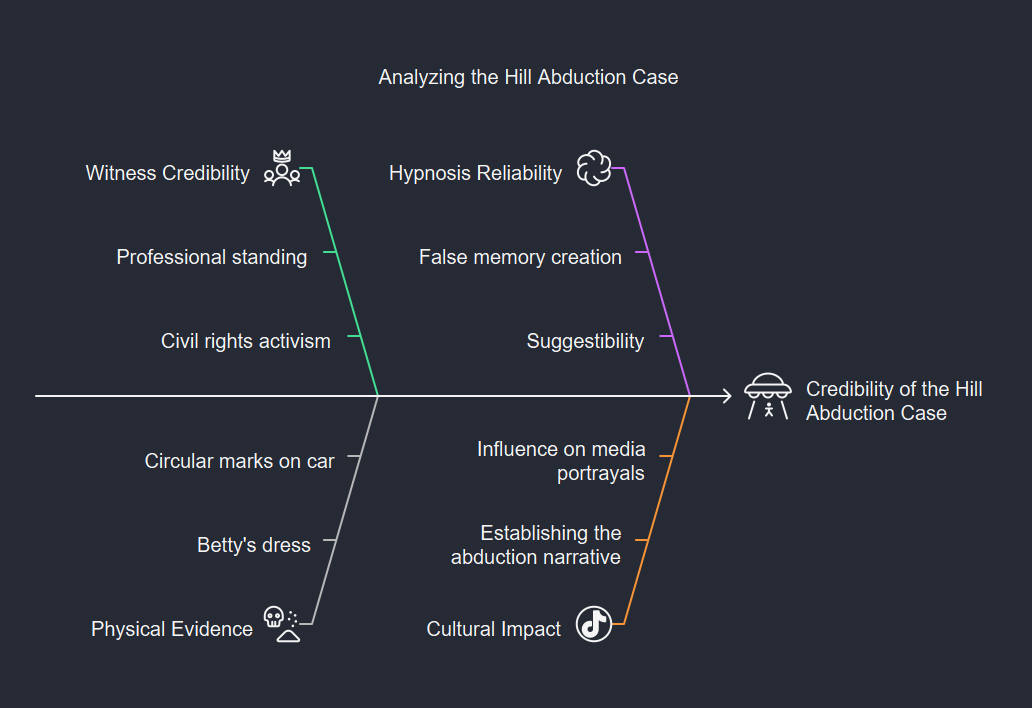 Analyzing the Hill Abduction Case
Witness Credibility
Professional standing
Civil rights activism
Hypnosis Reliability
False memory creation
Suggestibility
Credibility of the Hill
Abduction Case
Circular marks on car
Betty's dress
Physical Evidence
Influence on media
portrayals
Establishing the
abduction narrative
Cultural Impact